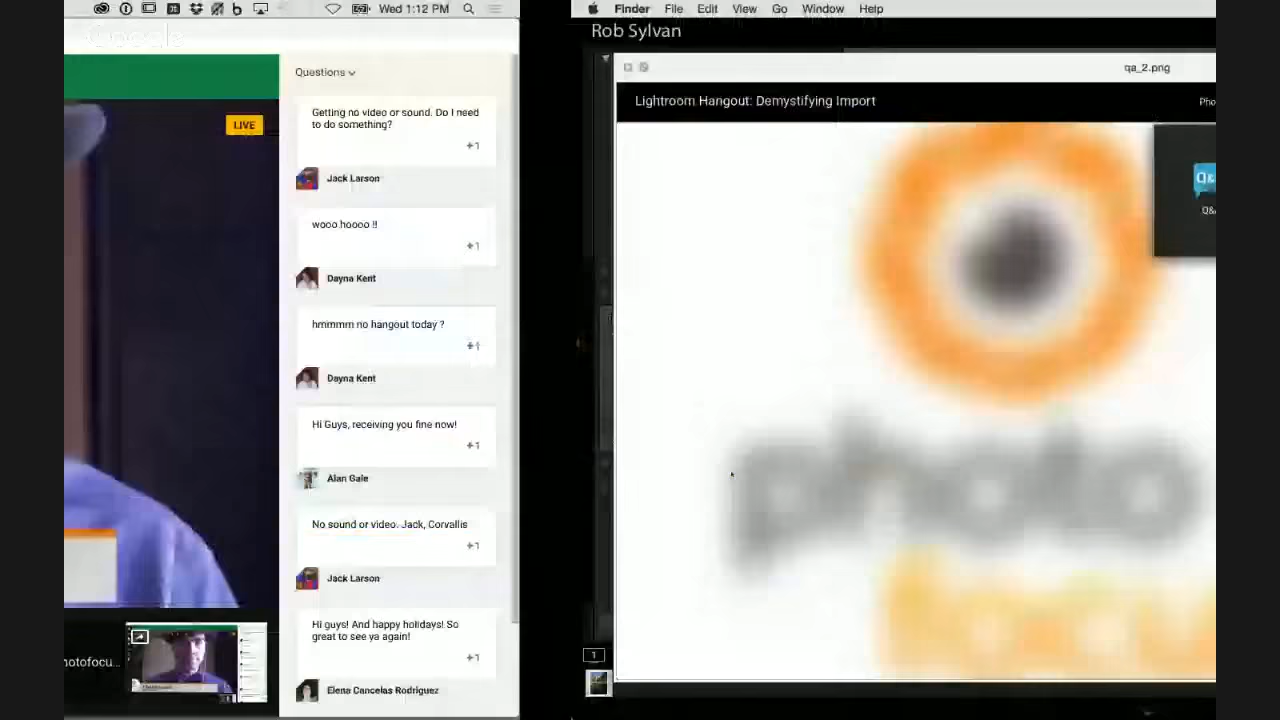 Wed 1:12 PM
Google
Questions
LIVE
Getting no video or sound. Do I need
to do something?
+1
Jack Larson
wooo hoooo !!
+1
Dayna Kent
hmmmm no hangout today ?
+1
Dayna Kent
Hi Guys, receiving you fine now!
+1
Alan Gale
No sound or video. Jack, Corvallis
+1
Jack Larson
Hi guys! And happy holidays! So
great to see ya again!
+1
Elena Cancelas Rodriguez
hotofocu...
Finder File Edit View Go Window Help
Rob Sylvan
qa_2.png
Lightroom Hangout: Demystifying Import
Pho
Q&
Q&
photo
1